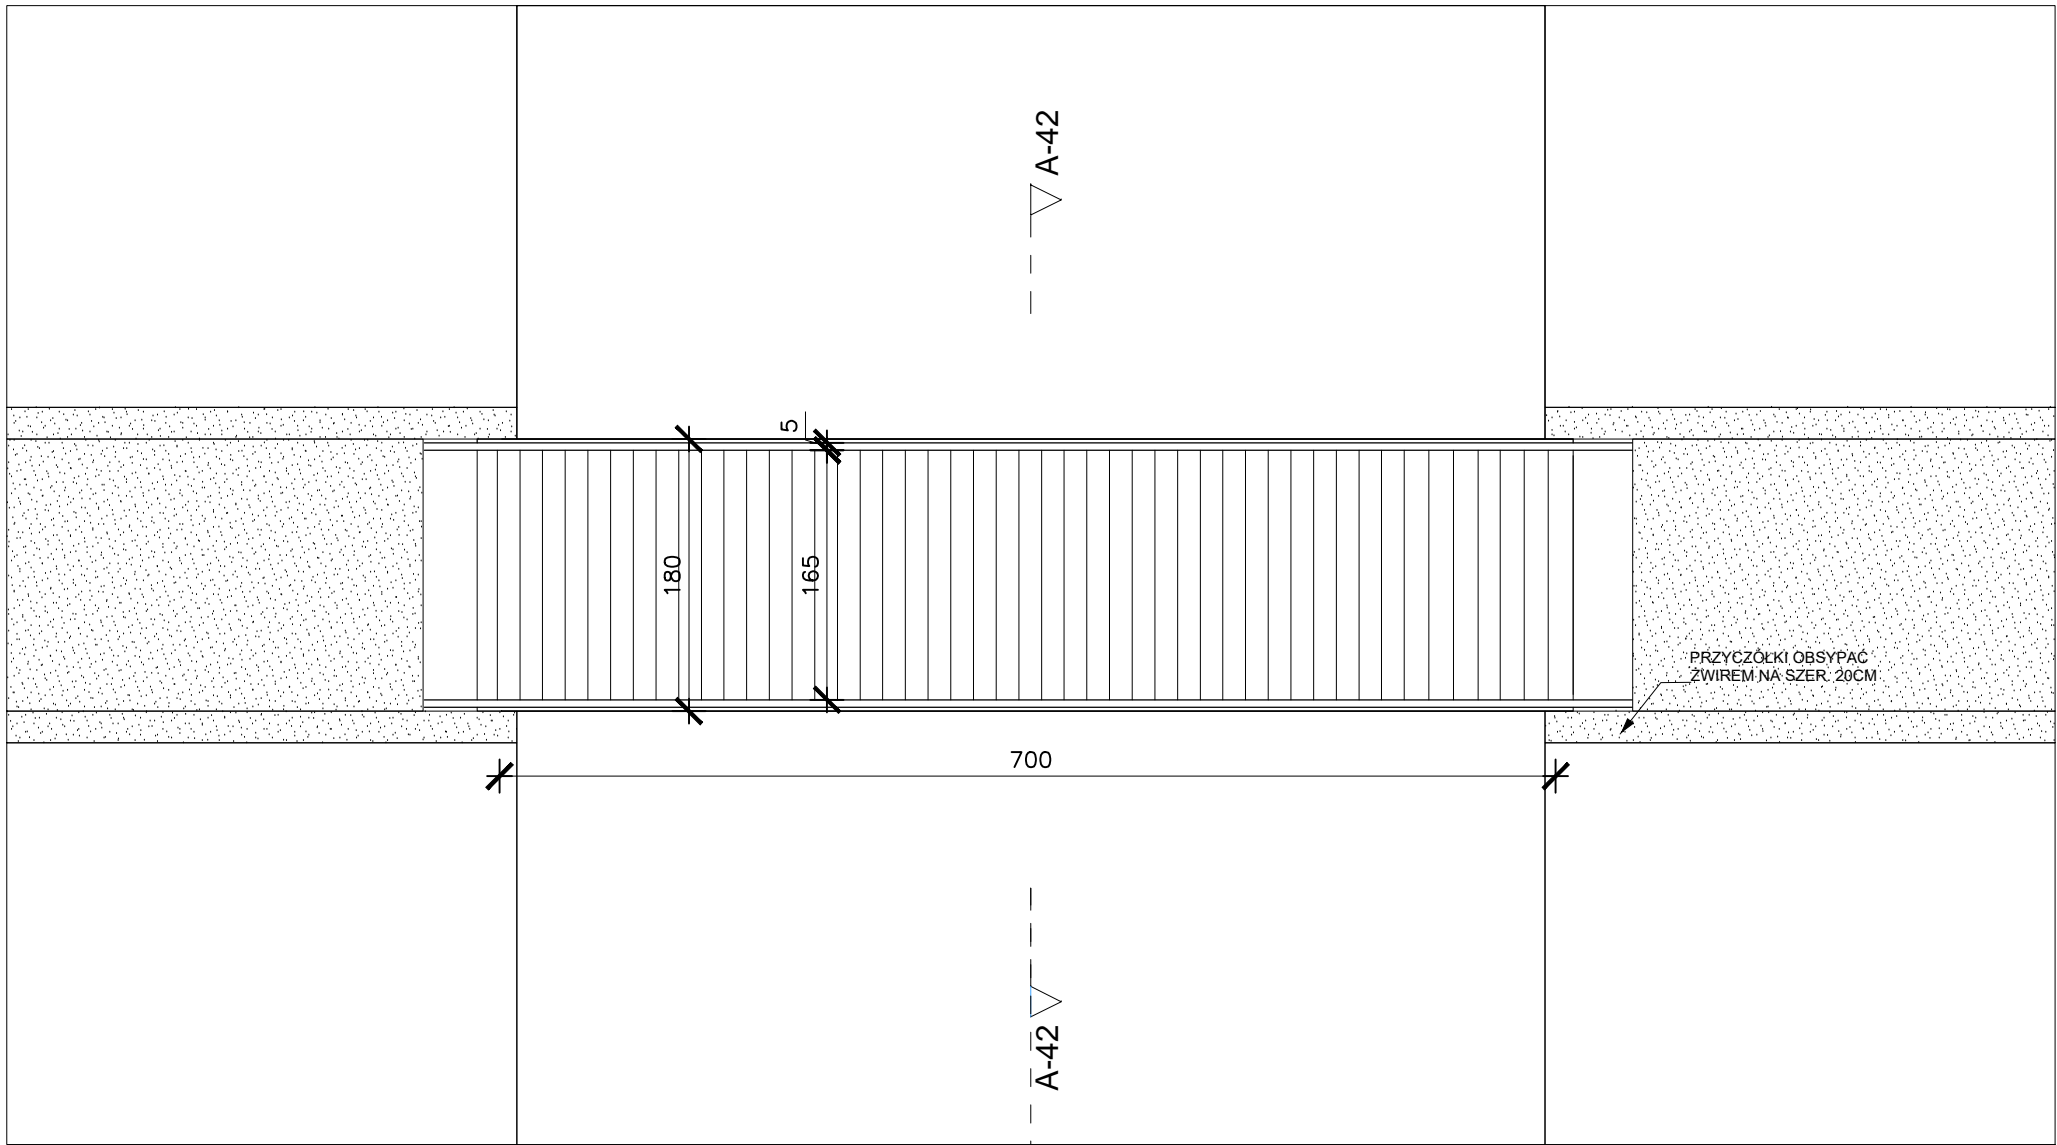 A-42
5
180
165
PRZYCZÓŁKI OBSYPAĆ
ŻWIREM NA SZER. 20CM
700
A-42